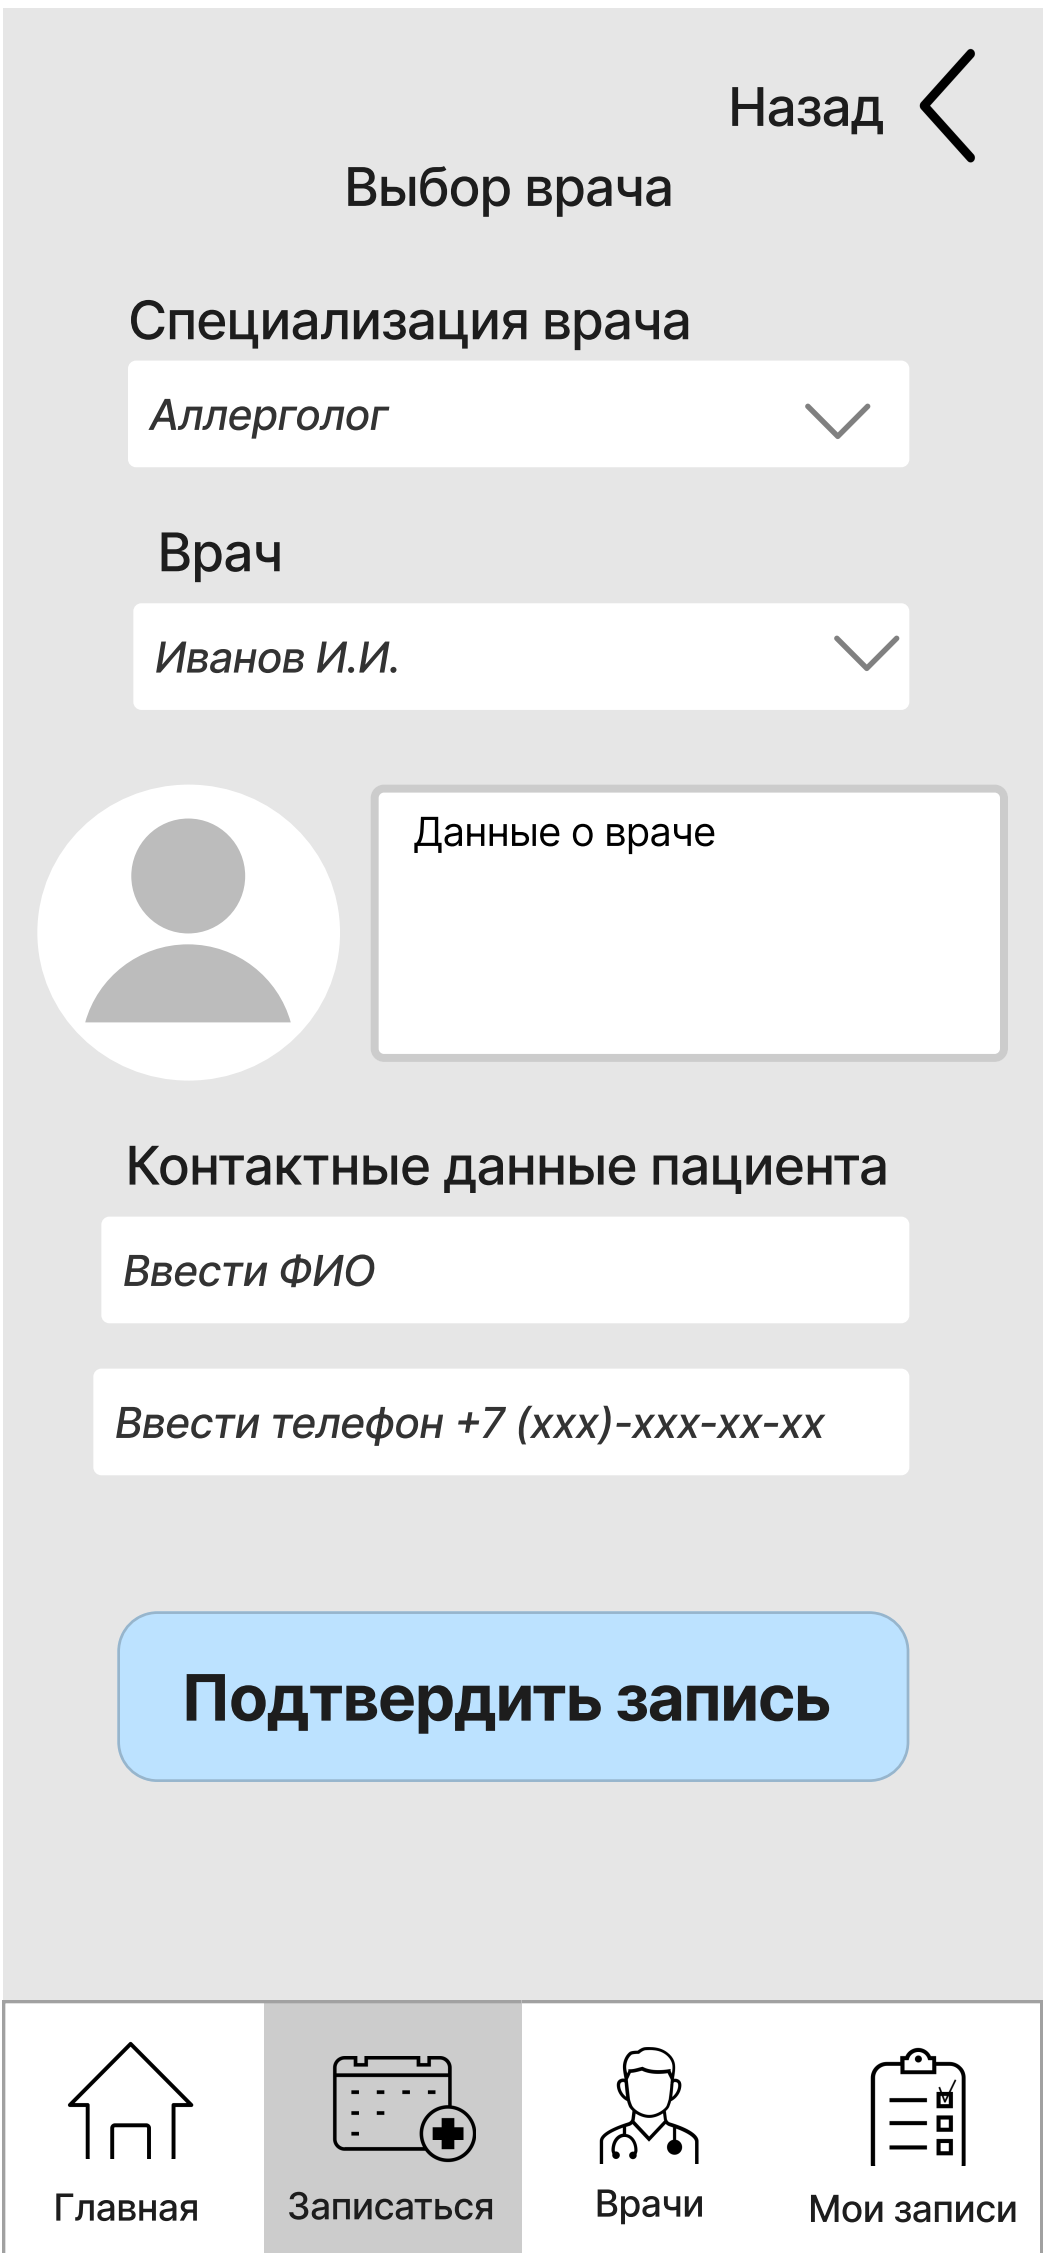 Назад
Выбор врача
Специализация врача
Аллерголог
Врач
Иванов И.И.
Данные о враче
Контактные данные пациента
Ввести ФИО
Ввести телефон +7 (xxx)-xxx-xx-xx
Подтвердить запись
Главная
Записаться
Врачи
Мои записи